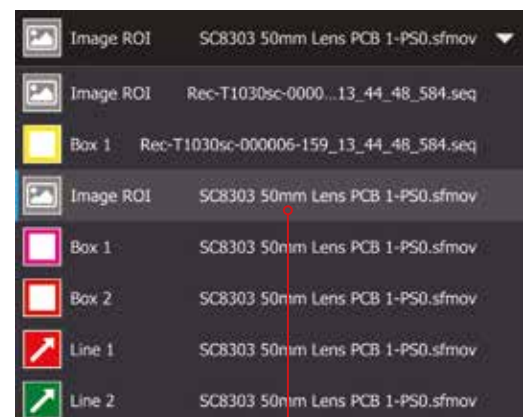 Image ROI SC8303 50mm Lens PCB 1-PS0.sfmov
Image ROI Rec-T1030sc-0000...13_44_48_584.seq
Box 1 Rec-T1030sc-000006-159_13_44_48_584.seq
Image ROI SC8303 50mm Lens PCB 1-PS0.sfmov
Box 1 SC8303 50mm Lens PCB 1-PS0.sfmov
Box 2 SC8303 50mm Lens PCB 1-PS0.sfmov
Line 1 SC8303 50mm Lens PCB 1-PS0.sfmov
Line 2 SC8303 50mm Lens PCB 1-PS0.sfmov